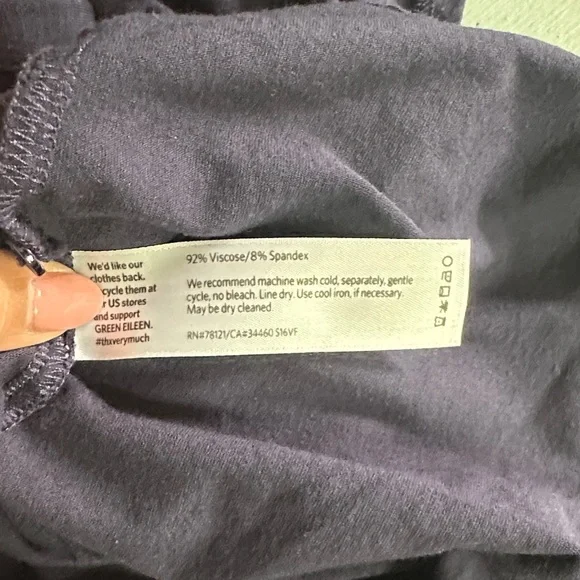 We'd like our
clothes back.
cycle them at
r US stores
and support
GREEN EILEEN.
#thxverymuch
92% Viscose/8% Spandex
We recommend machine wash cold, separately, gentle
cycle, no bleach. Line dry. Use cool iron, if necessary.
May be dry cleaned.
RN#78121/CA#34460 S16VF